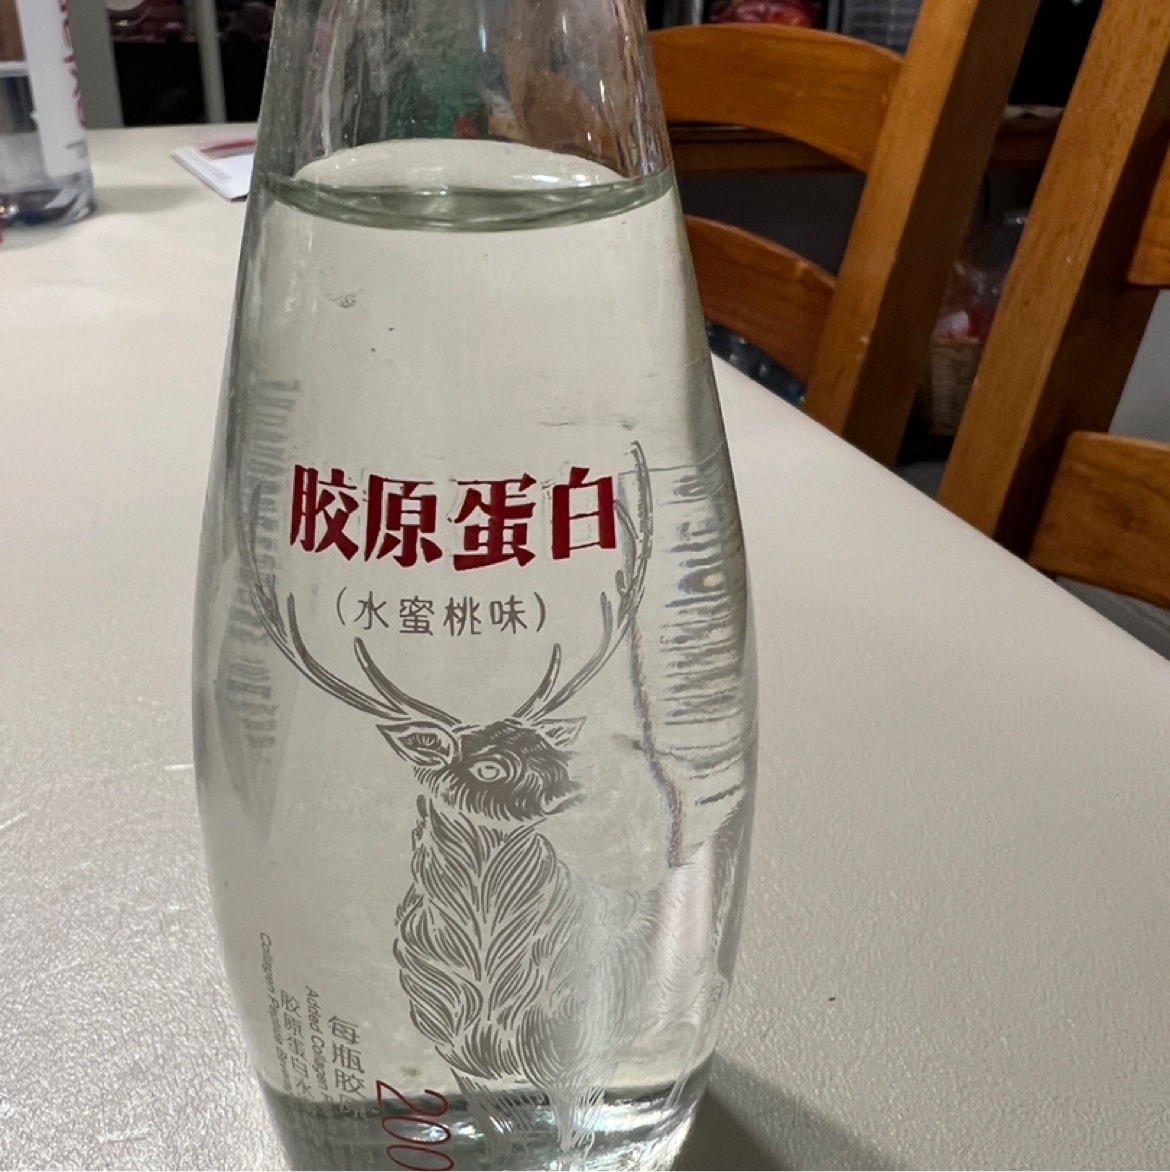 胶原蛋白
（水蜜桃味）
每瓶胶原
200
Added Collagen
胶原蛋白水
Collagen Peptide